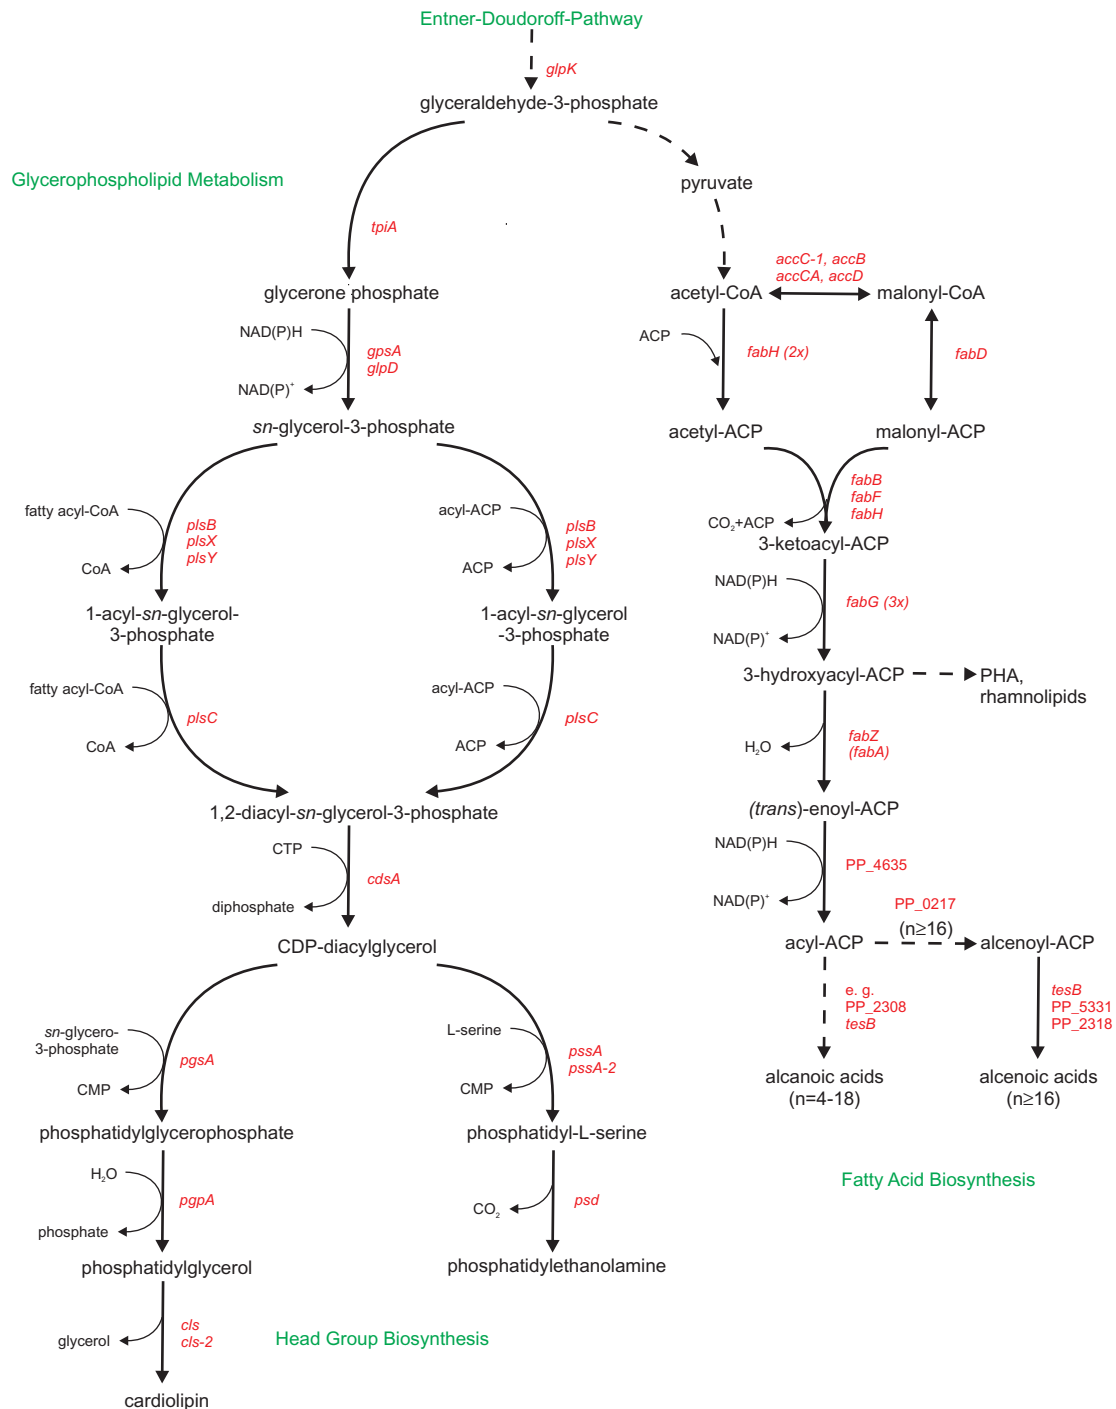 Entner-Doudoroff-Pathway
glpK
glyceraldehyde-3-phosphate
Glycerophospholipid Metabolism
pyruvate
tpiA
accC-1, accB
accCA, accD
glycerone phosphate
acetyl-CoA
malonyl-CoA
NAD(P)H
gpsA
glpD
NAD(P)⁺
ACP
fabH (2x)
fabD
sn-glycerol-3-phosphate
acetyl-ACP
malonyl-ACP
fatty acyl-CoA
plsB
plsX
plsY
CoA
acyl-ACP
plsB
plsX
plsY
ACP
fabB
fabF
fabH
CO₂+ACP
3-ketoacyl-ACP
1-acyl-sn-glycerol-
3-phosphate
1-acyl-sn-glycerol
-3-phosphate
NAD(P)H
fabG (3x)
NAD(P)⁺
fatty acyl-CoA
plsC
CoA
acyl-ACP
plsC
ACP
3-hydroxyacyl-ACP
PHA,
rhamnolipids
fabZ
(fabA)
H₂O
1,2-diacyl-sn-glycerol-3-phosphate
(trans)-enoyl-ACP
CTP
cdsA
diphosphate
NAD(P)H
PP_4635
NAD(P)⁺
PP_0217
(n≥16)
CDP-diacylglycerol
acyl-ACP
alcenoyl-ACP
sn-glycero-
3-phosphate
pgsA
CMP
L-serine
pssA
pssA-2
CMP
e. g.
PP_2308
tesB
tesB
PP_5331
PP_2318
alcanoic acids
(n=4-18)
alcenoic acids
(n≥16)
phosphatidylglycerophosphate
phosphatidyl-L-serine
H₂O
pgpA
phosphate
CO₂
psd
Fatty Acid Biosynthesis
phosphatidylglycerol
phosphatidylethanolamine
cls
cls-2
glycerol
Head Group Biosynthesis
cardiolipin